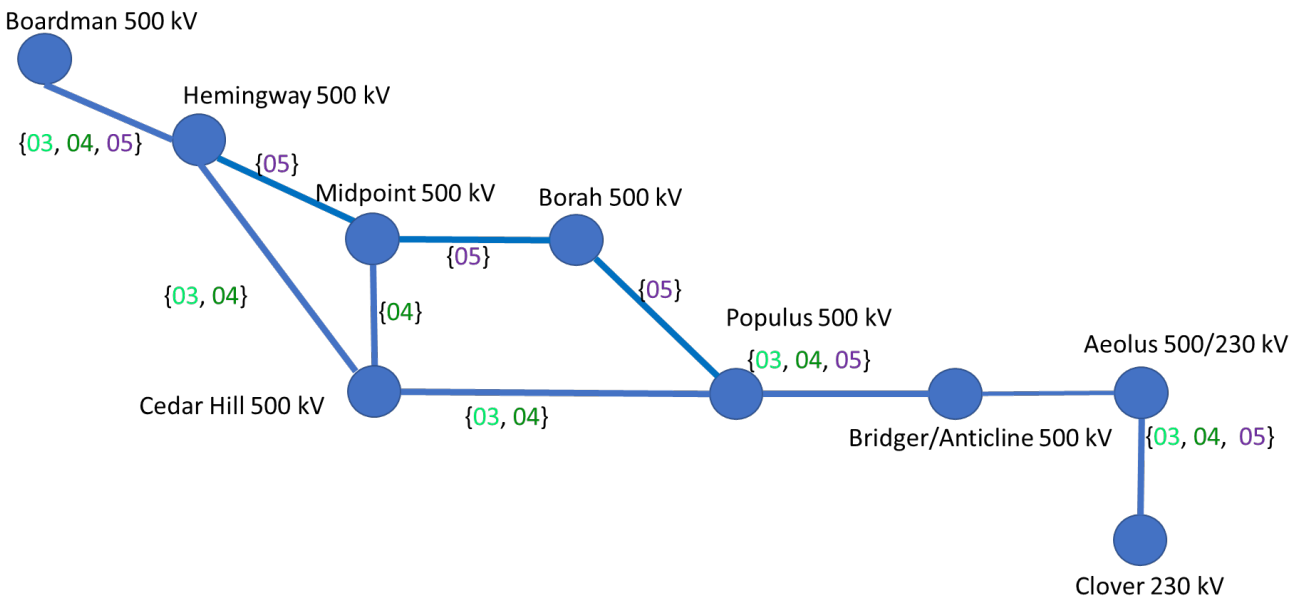 Boardman 500 kV
Hemingway 500 kV
{03, 04, 05}
{05}
Midpoint 500 kV
Borah 500 kV
{05}
{03, 04}
{05}
{04}
Populus 500 kV
{03, 04, 05}
Aeolus 500/230 kV
Cedar Hill 500 kV
{03, 04}
Bridger/Anticline 500 kV
{03, 04, 05}
Clover 230 kV